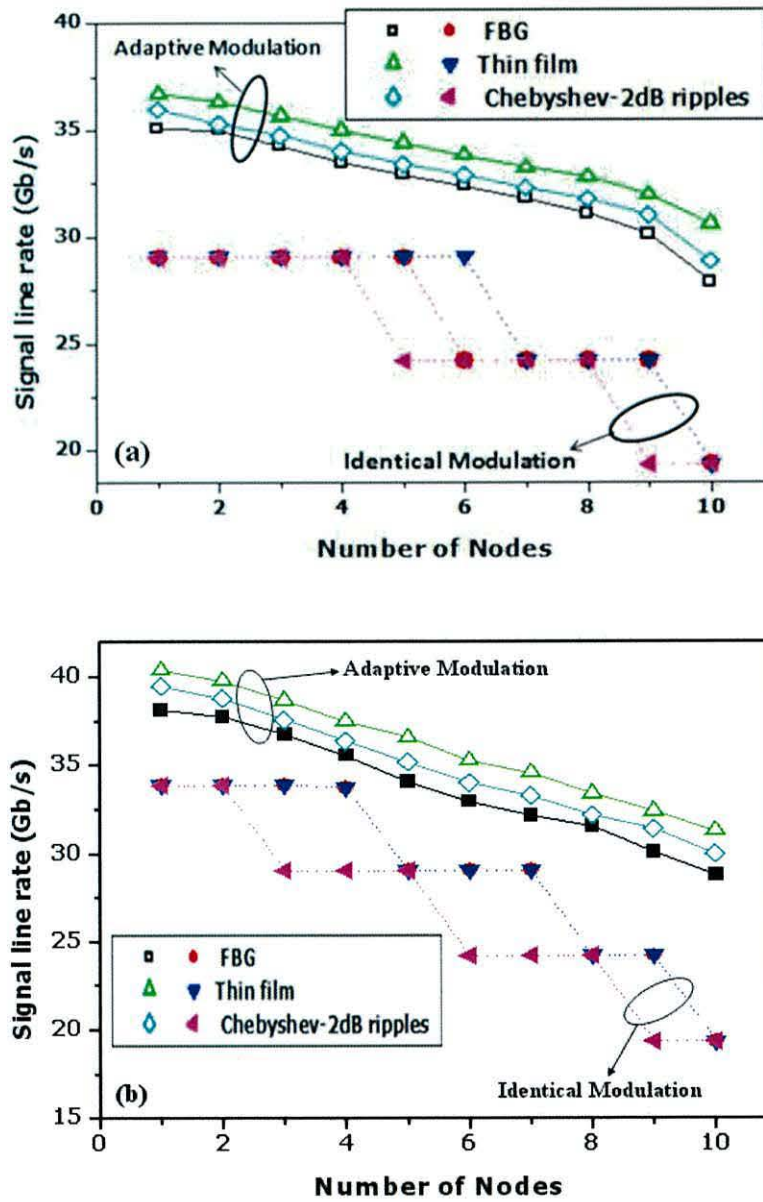 40
35
30
25
20
Signal line rate (Gb/s)
Adaptive Modulation
FBG
Thin film
Chebyshev-2dB ripples
(a)
Identical Modulation
0 2 4 6 8 10
Number of Nodes
40
35
30
25
20
15
Signal line rate (Gb/s)
Adaptive Modulation
FBG
Thin film
Chebyshev-2dB ripples
(b)
Identical Modulation
0 2 4 6 8 10
Number of Nodes